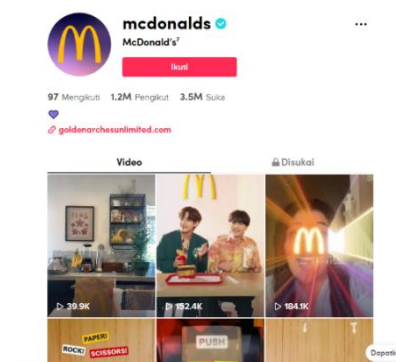 mcdonalds
McDonald's⁷
Ikuti
97 Mengikuti 1.2M Pengikut 3.5M Suka
goldenarchesunlimited.com
Video Disukai
39.9K 152.4K 184.1K
PAPER!
ROCK! SCISSORS!
PUSH
Dapatk